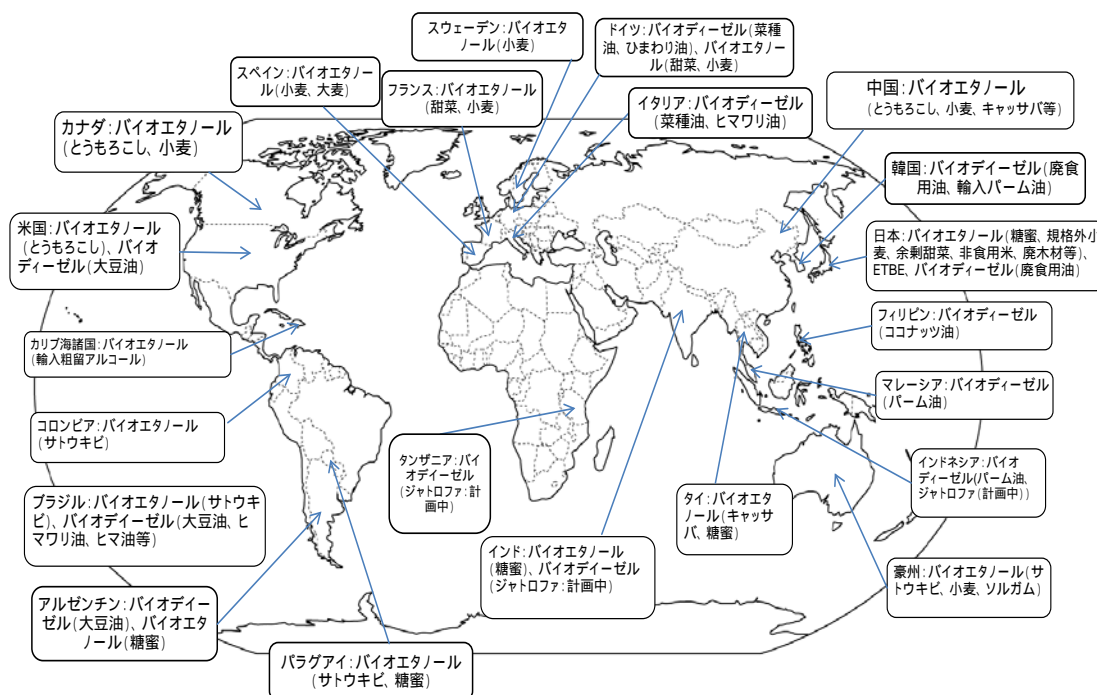 スウェーデン：バイオエタ
ノール(小麦)
ドイツ：バイオディーゼル(菜種
油、ひまわり油)、バイオエタノ
ール(甜菜、小麦)
スペイン：バイオエタノー
ル(小麦、大麦)
フランス：バイオエタノール
(甜菜、小麦)
イタリア：バイオディーゼル
(菜種油、ヒマワリ油)
中国：バイオエタノール
(とうもろこし、小麦、キャッサバ等)
カナダ：バイオエタノール
(とうもろこし、小麦)
韓国：バイオデイーゼル(廃食
用油、輸入パーム油)
米国：バイオエタノール
(とうもろこし)、バイオ
ディーゼル(大豆油)
日本：バイオエタノール(糖蜜、規格外小
麦、余剰甜菜、非食用米、廃木材等)、
ETBE、バイオディーゼル(廃食用油)
フィリピン：バイオディーゼル
(ココナッツ油)
カリブ海諸国：バイオエタノール
(輸入粗留アルコール)
マレーシア：バイオディーゼル
(パーム油)
コロンビア：バイオエタノール
(サトウキビ)
タンザニア：バイ
オデイーゼル
(ジャトロファ：計画
中)
インドネシア：バイオ
ディーゼル(パーム油、
ジャトロファ(計画中))
ブラジル：バイオエタノール(サトウキ
ビ)、バイオデイーゼル(大豆油、ヒ
マワリ油、ヒマ油等)
タイ：バイオエタ
ノール(キャッサ
バ、糖蜜)
インド：バイオエタノール
(糖蜜)、バイオディーゼル
(ジャトロファ：計画中)
豪州：バイオエタノール(サ
トウキビ、小麦、ソルガム)
アルゼンチン：バイオデイー
ゼル(大豆油)、バイオエタ
ノール(糖蜜)
パラグアイ：バイオエタノール
(サトウキビ、糖蜜)